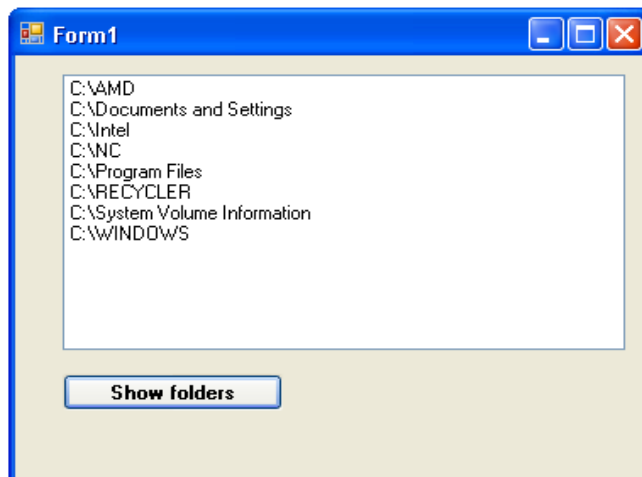 Form1
C:\AMD
C:\Documents and Settings
C:\Intel
C:\NC
C:\Program Files
C:\RECYCLER
C:\System Volume Information
C:\WINDOWS
Show folders